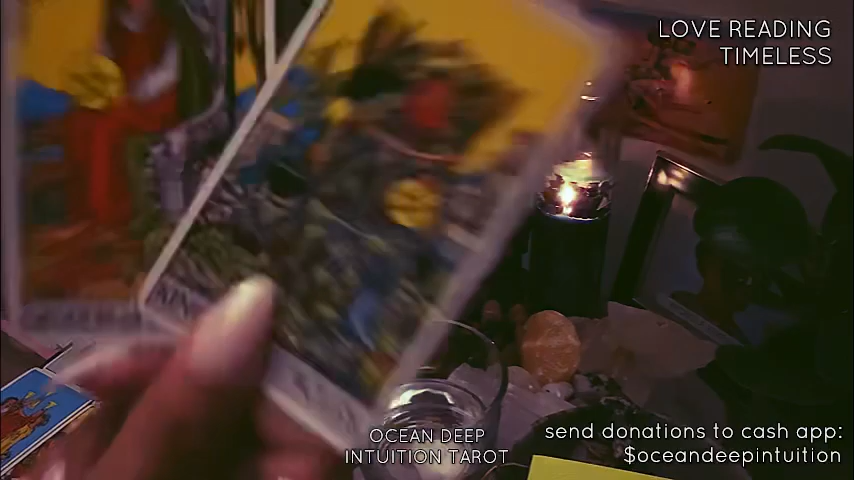 LOVE READING
TIMELESS
OCEAN DEEP
INTUITION TAROT
send donations to cash app:
$oceandeepintuition